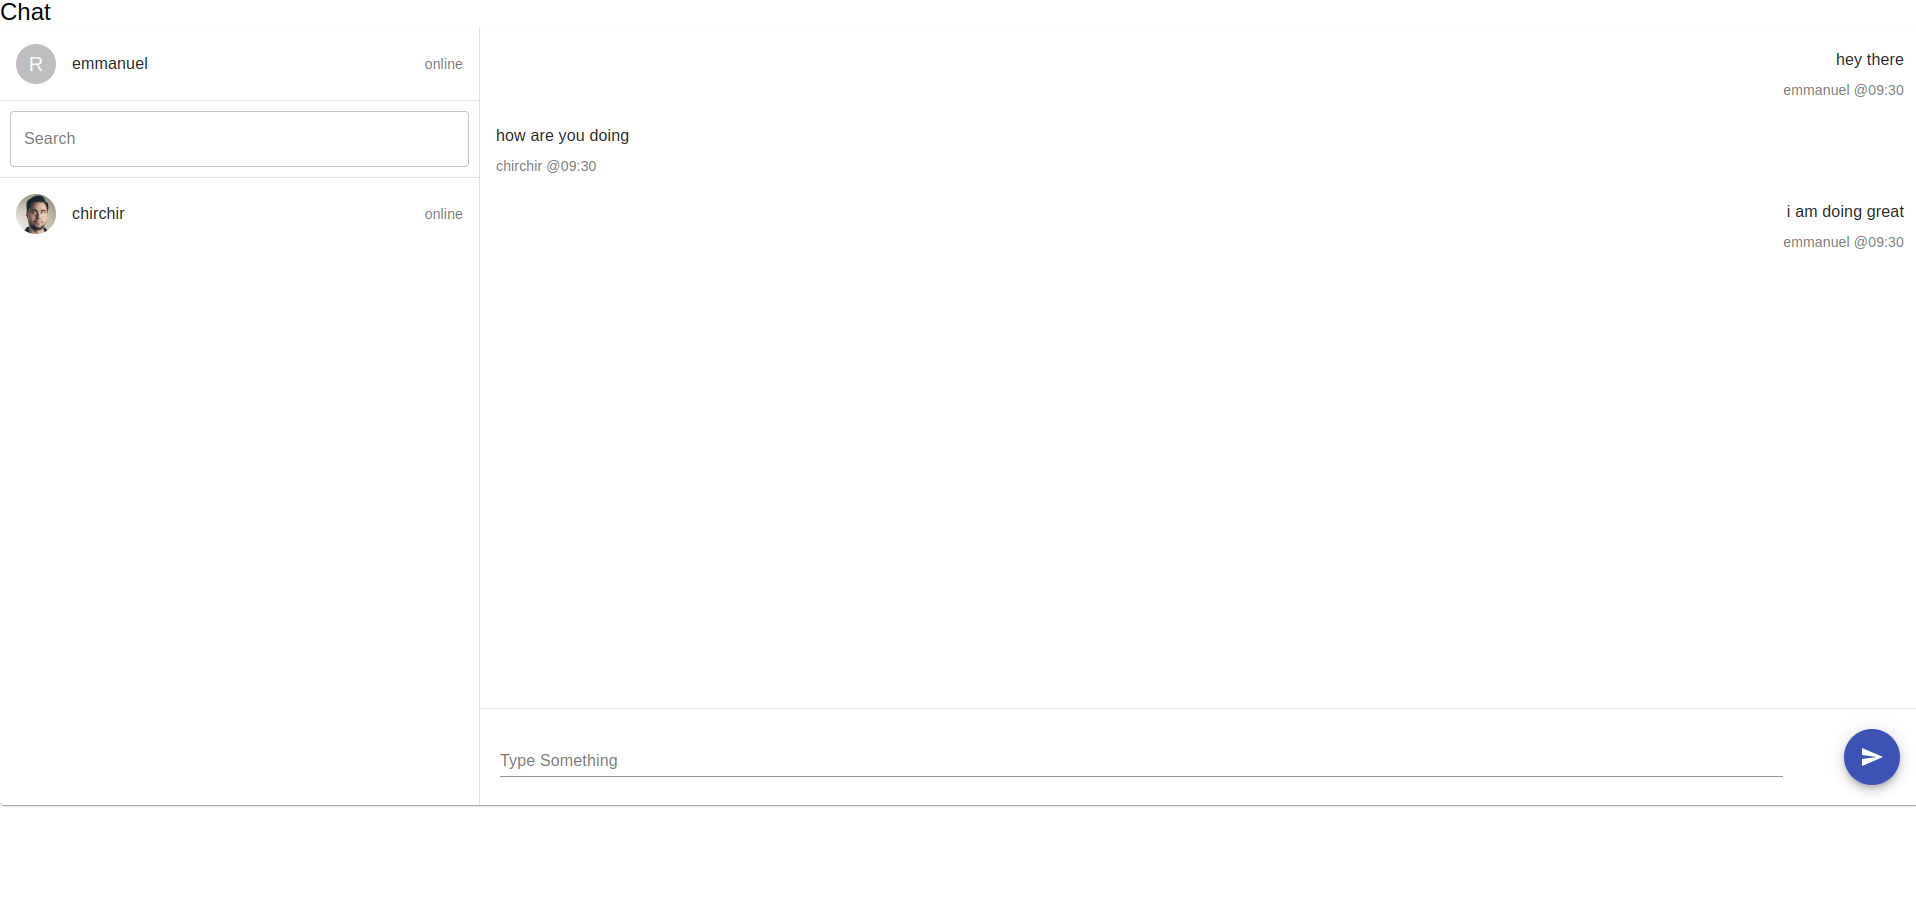 Chat
R
emmanuel
online
Search
chirchir
online
hey there
emmanuel @09:30
how are you doing
chirchir @09:30
i am doing great
emmanuel @09:30
Type Something